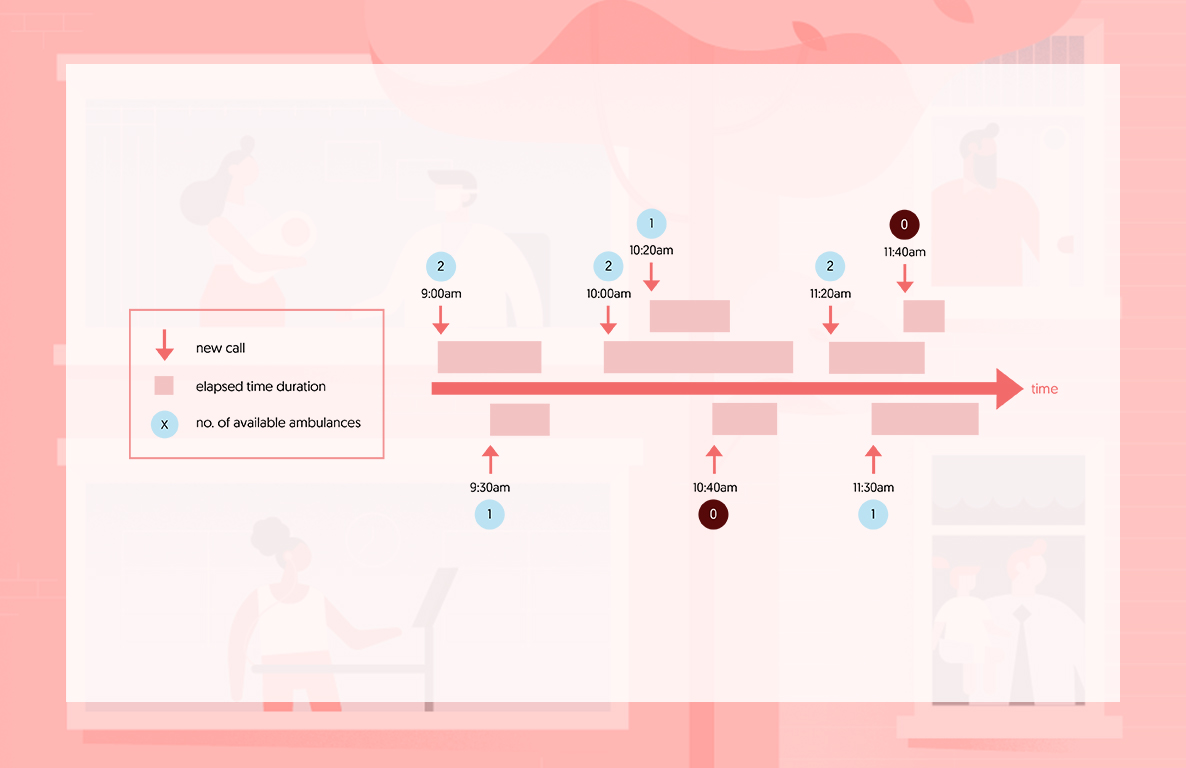 1
10:20am
0
11:40am
2
9:00am
2
10:00am
2
11:20am
new call
elapsed time duration
X no. of available ambulances
time
9:30am
1
10:40am
0
11:30am
1